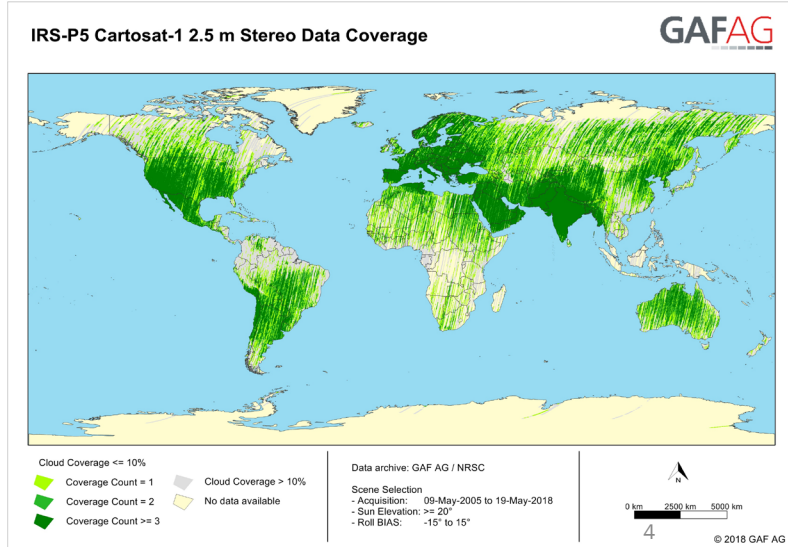 IRS-P5 Cartosat-1 2.5 m Stereo Data Coverage
GAFAG
Cloud Coverage <= 10%
Coverage Count = 1
Coverage Count = 2
Coverage Count >= 3
Cloud Coverage > 10%
No data available
Data archive: GAF AG / NRSC
Scene Selection
- Acquisition: 09-May-2005 to 19-May-2018
- Sun Elevation: >= 20°
- Roll BIAS: -15° to 15°
N
0 km 2500 km 5000 km
4
© 2018 GAF AG